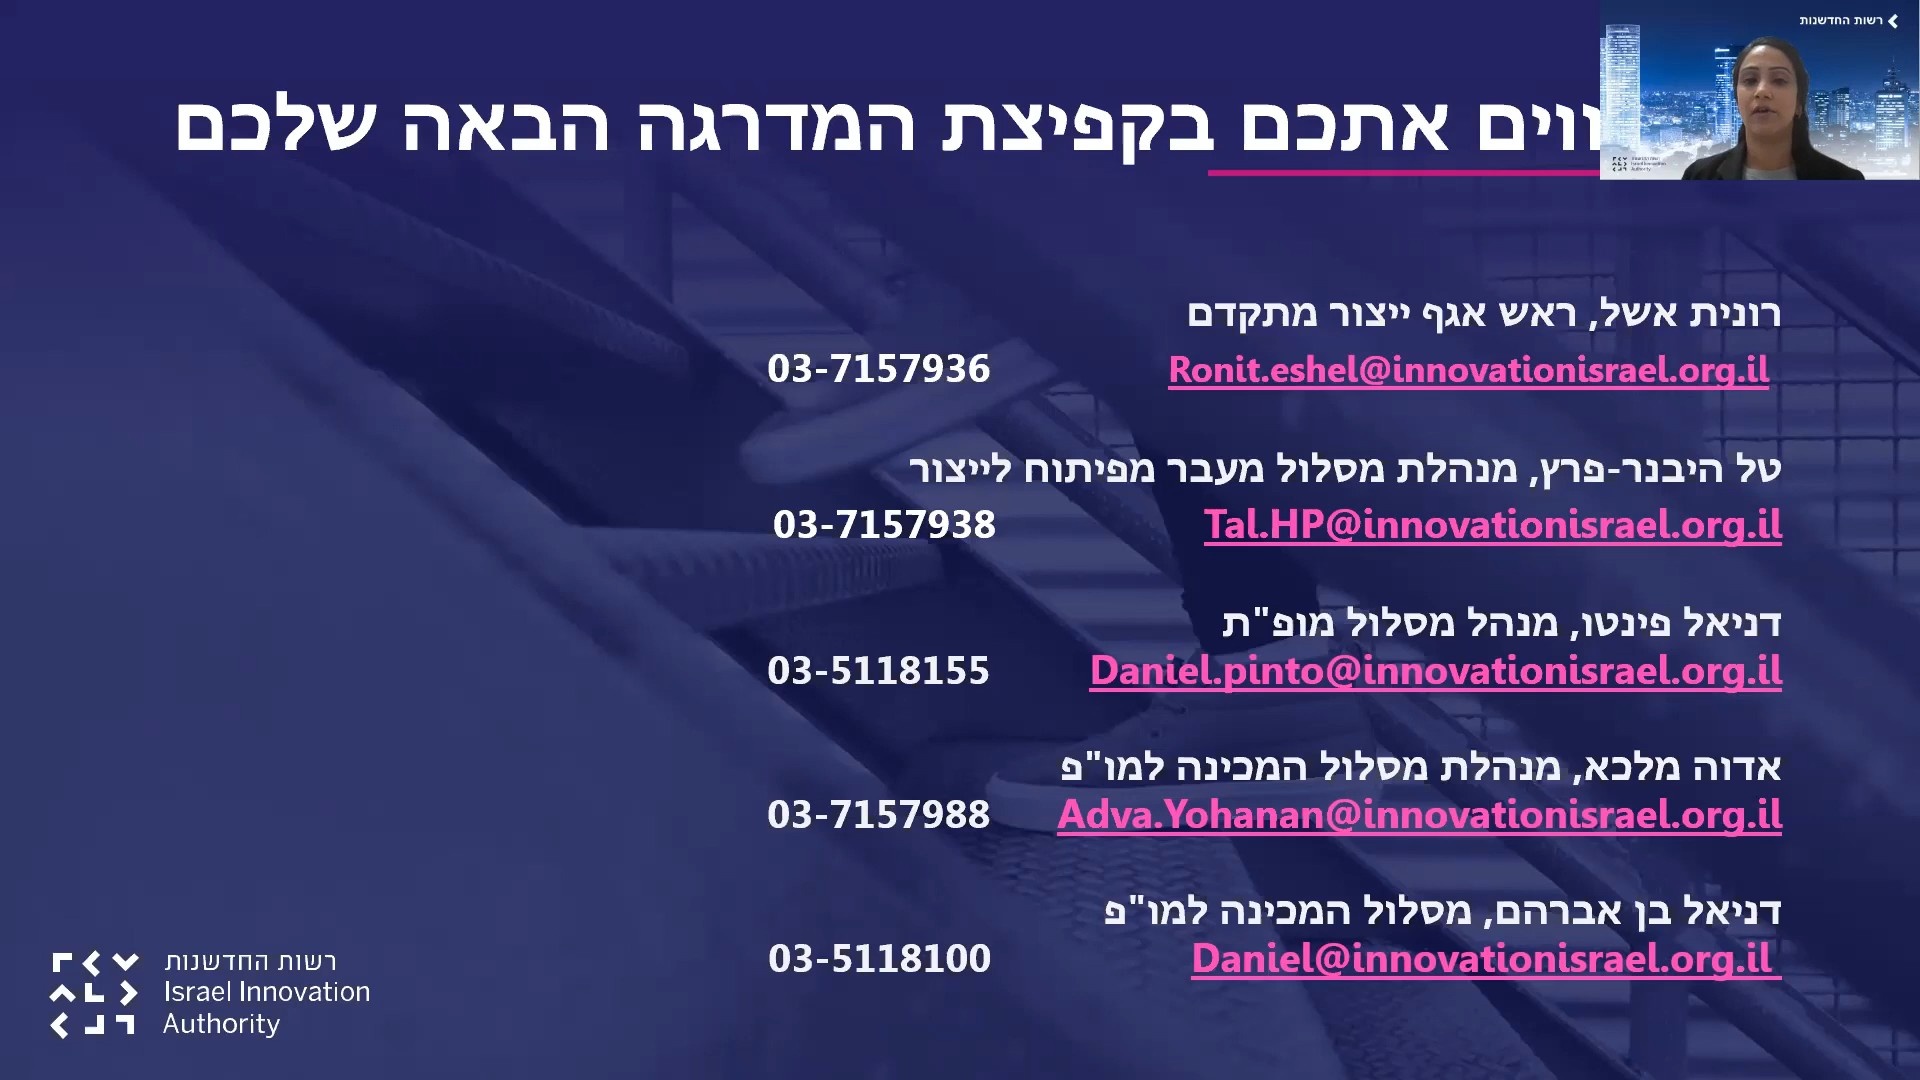 רשות החדשנות
ווים אתכם בקפיצת המדרגה הבאה שלכם
רונית אשל, ראש אגף ייצור מתקדם
Ronit.eshel@innovationisrael.org.il 03-7157936
טל היבנר-פרץ, מנהלת מסלול מעבר מפיתוח לייצור
Tal.HP@innovationisrael.org.il 03-7157938
דניאל פינטו, מנהל מסלול מופ"ת
Daniel.pinto@innovationisrael.org.il 03-5118155
אדוה מלכא, מנהלת מסלול המכינה למו"פ
Adva.Yohanan@innovationisrael.org.il 03-7157988
דניאל בן אברהם, מסלול המכינה למו"פ
Daniel@innovationisrael.org.il 03-5118100
רשות החדשנות
Israel Innovation
Authority